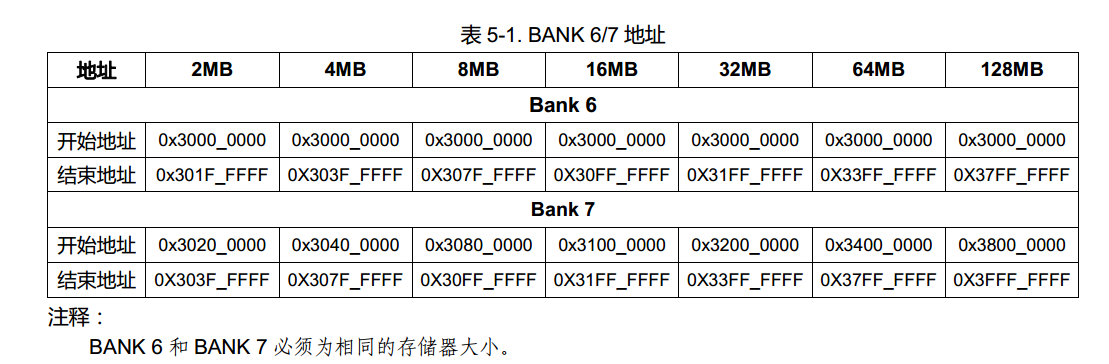 表 5-1. BANK 6/7 地址
地址 2MB 4MB 8MB 16MB 32MB 64MB 128MB
Bank 6
开始地址 0x3000_0000 0x3000_0000 0x3000_0000 0x3000_0000 0x3000_0000 0x3000_0000 0x3000_0000
结束地址 0x301F_FFFF 0X303F_FFFF 0X307F_FFFF 0X30FF_FFFF 0X31FF_FFFF 0X33FF_FFFF 0X37FF_FFFF
Bank 7
开始地址 0x3020_0000 0x3040_0000 0x3080_0000 0x3100_0000 0x3200_0000 0x3400_0000 0x3800_0000
结束地址 0X303F_FFFF 0X307F_FFFF 0X30FF_FFFF 0X31FF_FFFF 0X33FF_FFFF 0X37FF_FFFF 0X3FFF_FFFF
注释：
BANK 6 和 BANK 7 必须为相同的存储器大小。